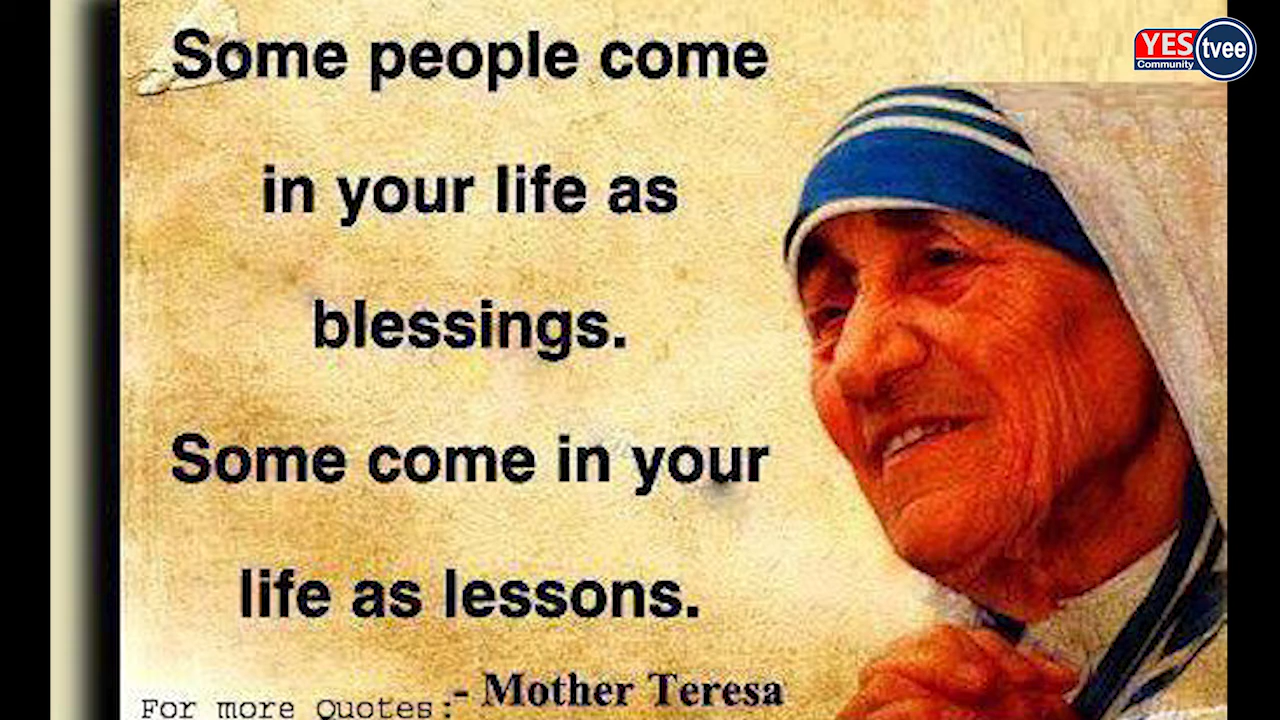 YES tvee
Community
Some people come
in your life as
blessings.
Some come in your
life as lessons.
- Mother Teresa
For more Quotes: